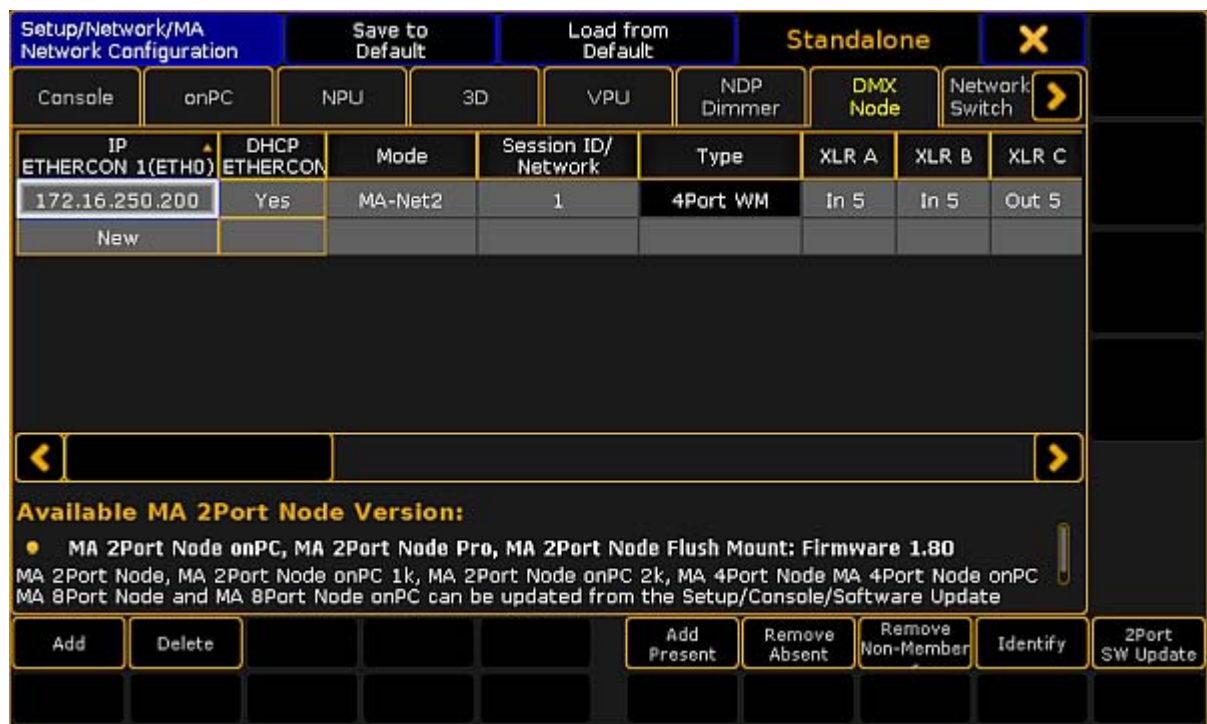 Setup/Network/MA
Network Configuration
Save to
Default
Load from
Default
Standalone
Console
onPC
NPU
3D
VPU
NDP
Dimmer
DMX
Node
Network
Switch
IP
ETHERCON 1(ETH0)
DHCP
ETHERCON
Mode
Session ID/
Network
Type
XLR A
XLR B
XLR C
172.16.250.200
Yes
MA-Net2
1
4Port WM
In 5
In 5
Out 5
New
Available MA 2Port Node Version:
MA 2Port Node onPC, MA 2Port Node Pro, MA 2Port Node Flush Mount: Firmware 1.80
MA 2Port Node, MA 2Port Node onPC 1k, MA 2Port Node onPC 2k, MA 4Port Node MA 4Port Node onPC
MA 8Port Node and MA 8Port Node onPC can be updated from the Setup/Console/Software Update
Add
Delete
Add
Present
Remove
Absent
Remove
Non-Member
Identify
2Port
SW Update